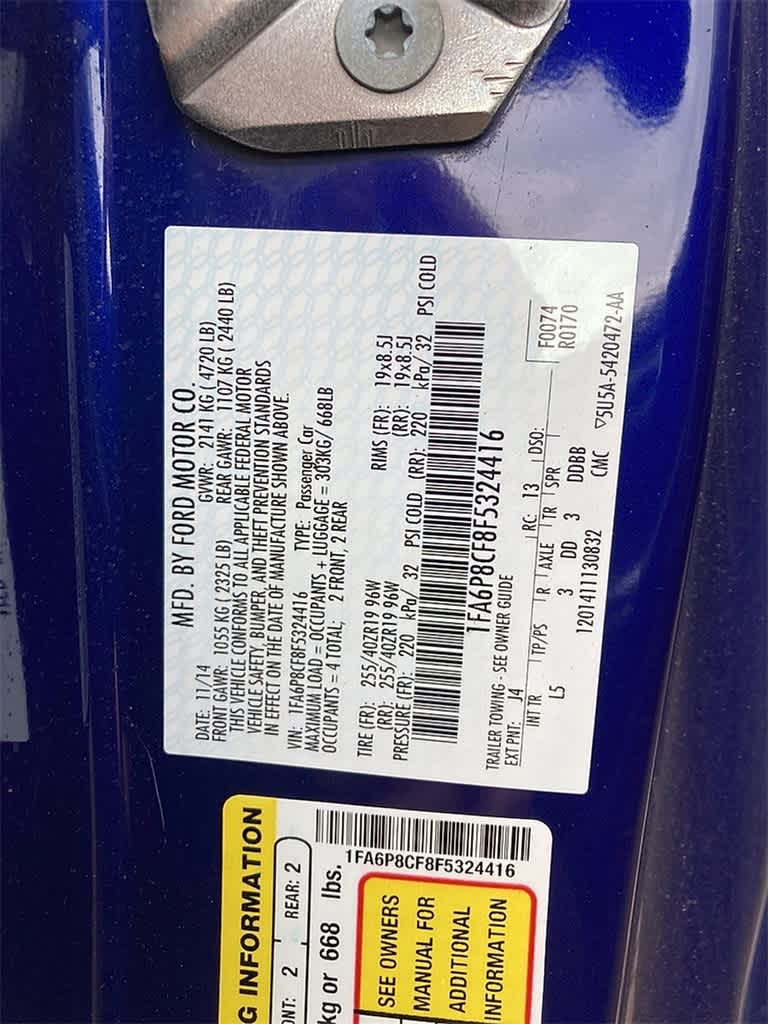 MFD. BY FORD MOTOR CO.
DATE: 11/14 GVWR: 2141 KG ( 4720 LB)
FRONT GAWR: 1055 KG ( 2325 LB) REAR GAWR: 1107 KG ( 2440 LB)
THIS VEHICLE CONFORMS TO ALL APPLICABLE FEDERAL MOTOR
VEHICLE SAFETY, BUMPER, AND THEFT PREVENTION STANDARDS
IN EFFECT ON THE DATE OF MANUFACTURE SHOWN ABOVE.
VIN: 1FA6P8CF8F5324416 TYPE: Passenger Car
MAXIMUM LOAD = OCCUPANTS + LUGGAGE = 303KG/ 668LB
OCCUPANTS = 4 TOTAL; 2 FRONT, 2 REAR
TIRE (FR): 255/40ZR19 96W RIMS (FR): 19x8.5J
(RR): 255/40ZR19 96W (RR): 19x8.5J
PRESSURE (FR): 220 kPa/ 32 PSI COLD (RR): 220 kPa/ 32 PSI COLD
1FA6P8CF8F5324416
TRAILER TOWING - SEE OWNER GUIDE
EXT PNT: J4 RC: 13 DSO: F0074
R0170
INT TR TP/PS R AXLE TR SPR
L5 3 DD 3 DDBB
1201411130832 CMC ▽5U5A-5420472-AA
G INFORMATION
ONT: 2 REAR: 2
kg or 668 lbs.
1FA6P8CF8F5324416
SEE OWNERS
MANUAL FOR
ADDITIONAL
INFORMATION